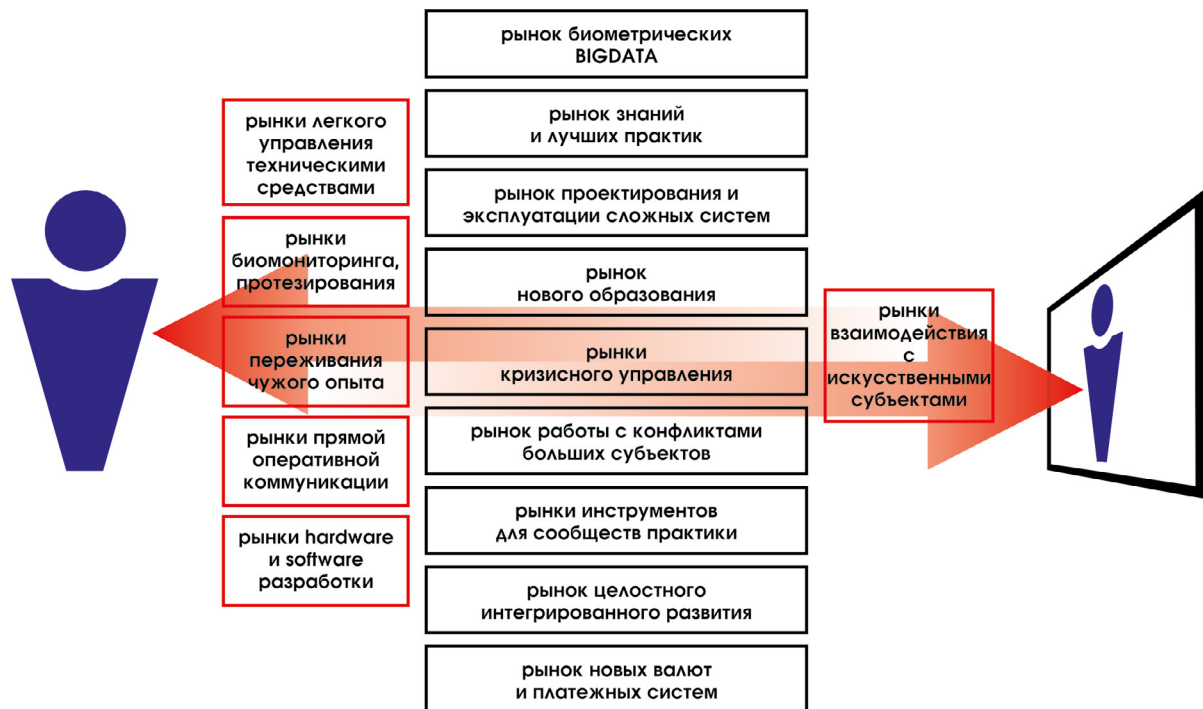 рынки легкого
управления
техническими
средствами
рынки
биомониторинга,
протезирования
рынки
переживания
чужого опыта
рынки прямой
оперативной
коммуникации
рынки hardware
и software
разработки
рынок биометрических
BIGDATA
рынок знаний
и лучших практик
рынок проектирования и
эксплуатации сложных систем
рынок
нового образования
рынки
кризисного управления
рынок работы с конфликтами
больших субъектов
рынки инструментов
для сообществ практики
рынок целостного
интегрированного развития
рынок новых валют
и платежных систем
рынки
взаимодействия
с
искусственными
субъектами